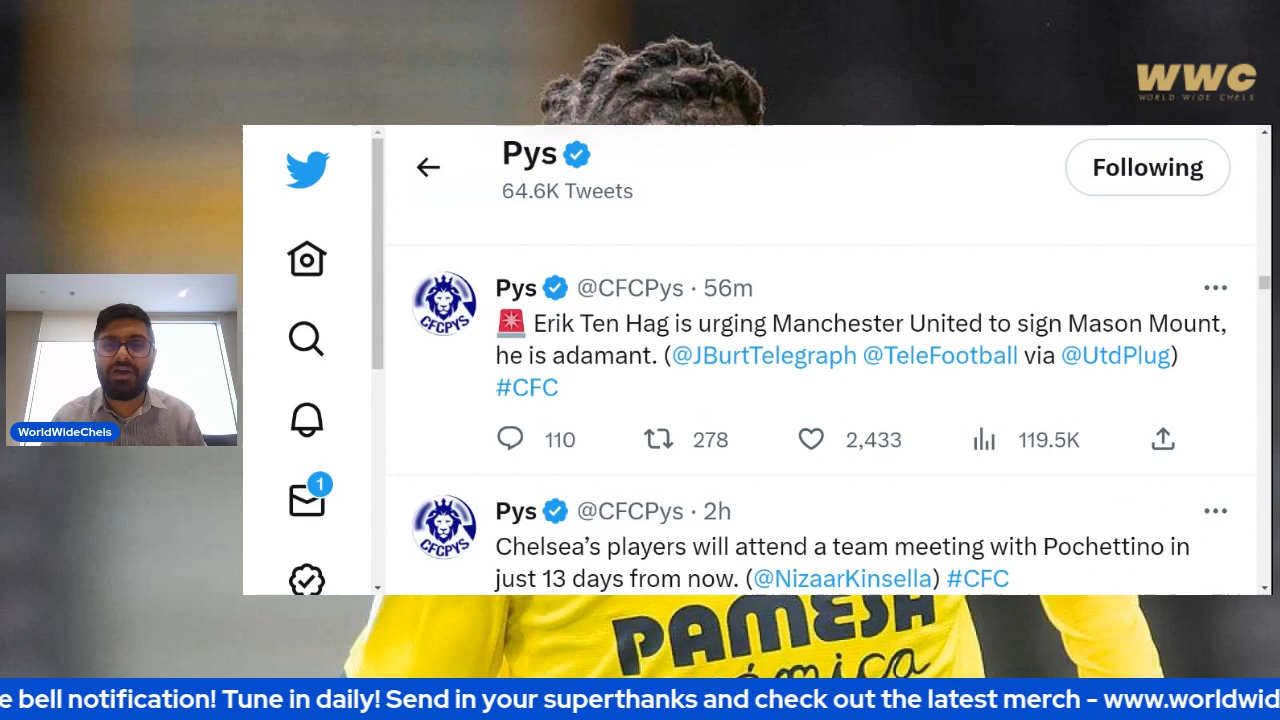 WWC
WORLD WIDE CHELS
Pys
64.6K Tweets
Following
Pys @CFCPys · 56m
🚨 Erik Ten Hag is urging Manchester United to sign Mason Mount,
he is adamant. (@JBurtTelegraph @TeleFootball via @UtdPlug)
#CFC
110 278 2,433 119.5K
CFCPYS
WorldWideChels
1
Pys @CFCPys · 2h
Chelsea’s players will attend a team meeting with Pochettino in
just 13 days from now. (@NizaarKinsella) #CFC
CFCPYS
PAMESA
e bell notification! Tune in daily! Send in your superthanks and check out the latest merch - www.worldwid